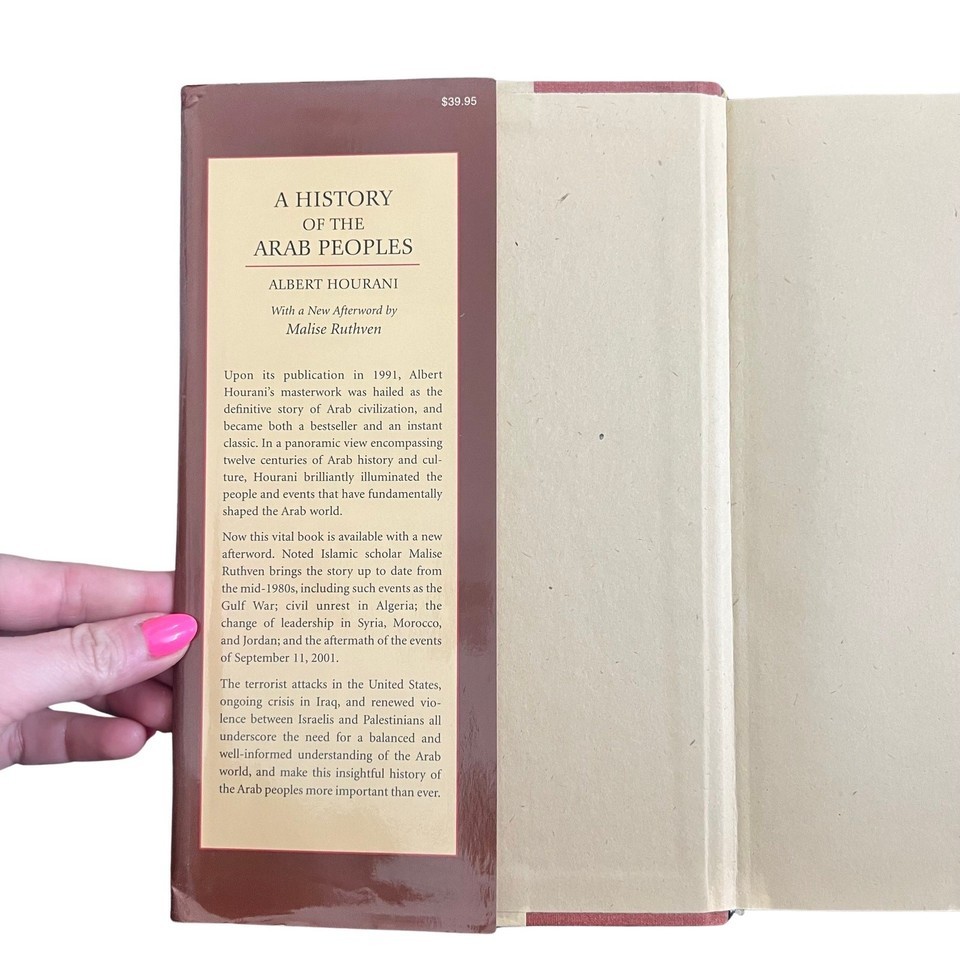 $39.95
A HISTORY
OF THE
ARAB PEOPLES
ALBERT HOURANI
With a New Afterword by
Malise Ruthven
Upon its publication in 1991, Albert
Hourani's masterwork was hailed as the
definitive story of Arab civilization, and
became both a bestseller and an instant
classic. In a panoramic view encompassing
twelve centuries of Arab history and cul-
ture, Hourani brilliantly illuminated the
people and events that have fundamentally
shaped the Arab world.
Now this vital book is available with a new
afterword. Noted Islamic scholar Malise
Ruthven brings the story up to date from
the mid-1980s, including such events as the
Gulf War; civil unrest in Algeria; the
change of leadership in Syria, Morocco,
and Jordan; and the aftermath of the events
of September 11, 2001.
The terrorist attacks in the United States,
ongoing crisis in Iraq, and renewed vio-
lence between Israelis and Palestinians all
underscore the need for a balanced and
well-informed understanding of the Arab
world, and make this insightful history of
the Arab peoples more important than ever.